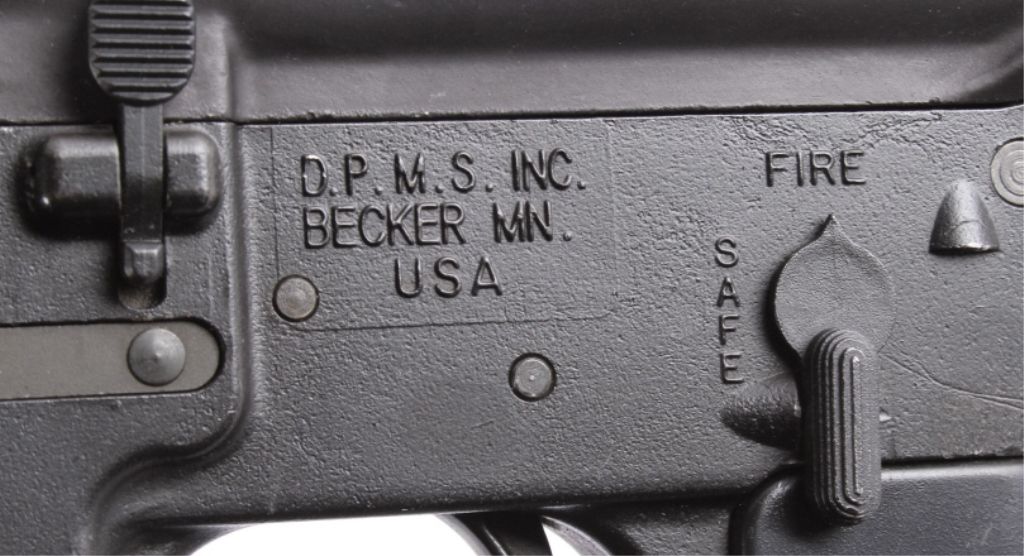 D.P.M.S. INC.
BECKER MN.
USA
FIRE
SAFE